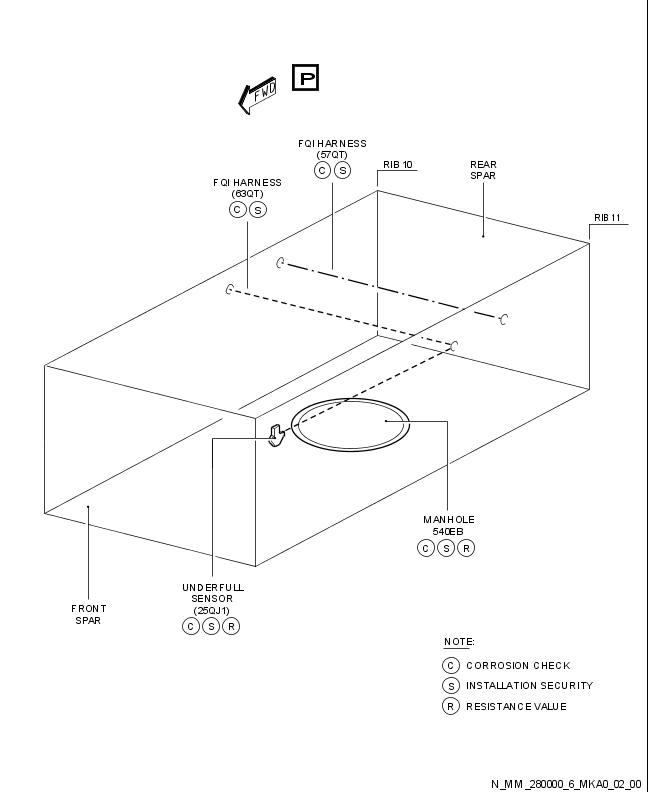 P
FWD
FQI HARNESS
(57QT)
C S
RIB 10
REAR
SPAR
FQI HARNESS
(63QT)
C S
RIB 11
MANHOLE
540EB
C S R
UNDERFULL
SENSOR
(25QJ1)
C S R
FRONT
SPAR
NOTE:
C CORROSION CHECK
S INSTALLATION SECURITY
R RESISTANCE VALUE
N_MM_280000_6_MKA0_02_00